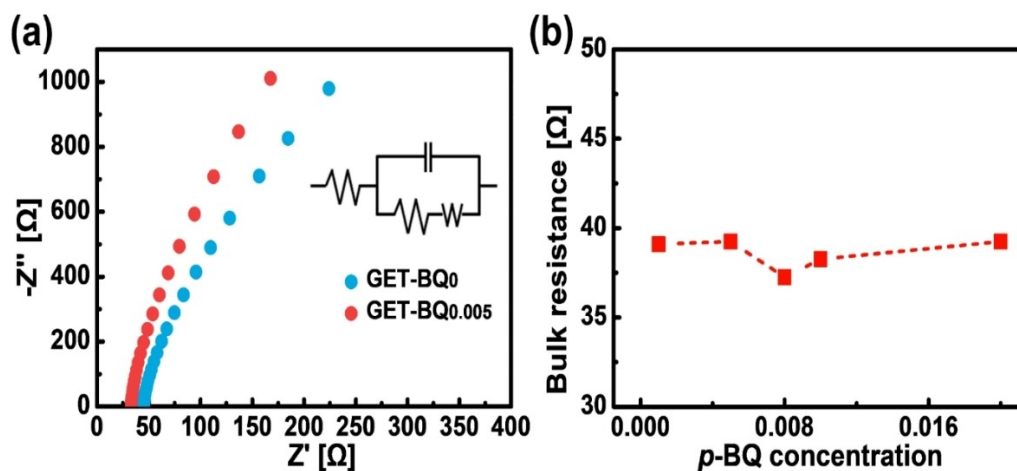 (a)
-Z'' [Ω]
1000
800
600
400
200
0
0 50 100 150 200 250 300 350 400
Z' [Ω]
W
GET-BQ0
GET-BQ0.005
(b)
Bulk resistance [Ω]
50
45
40
35
30
0.000 0.008 0.016
p-BQ concentration